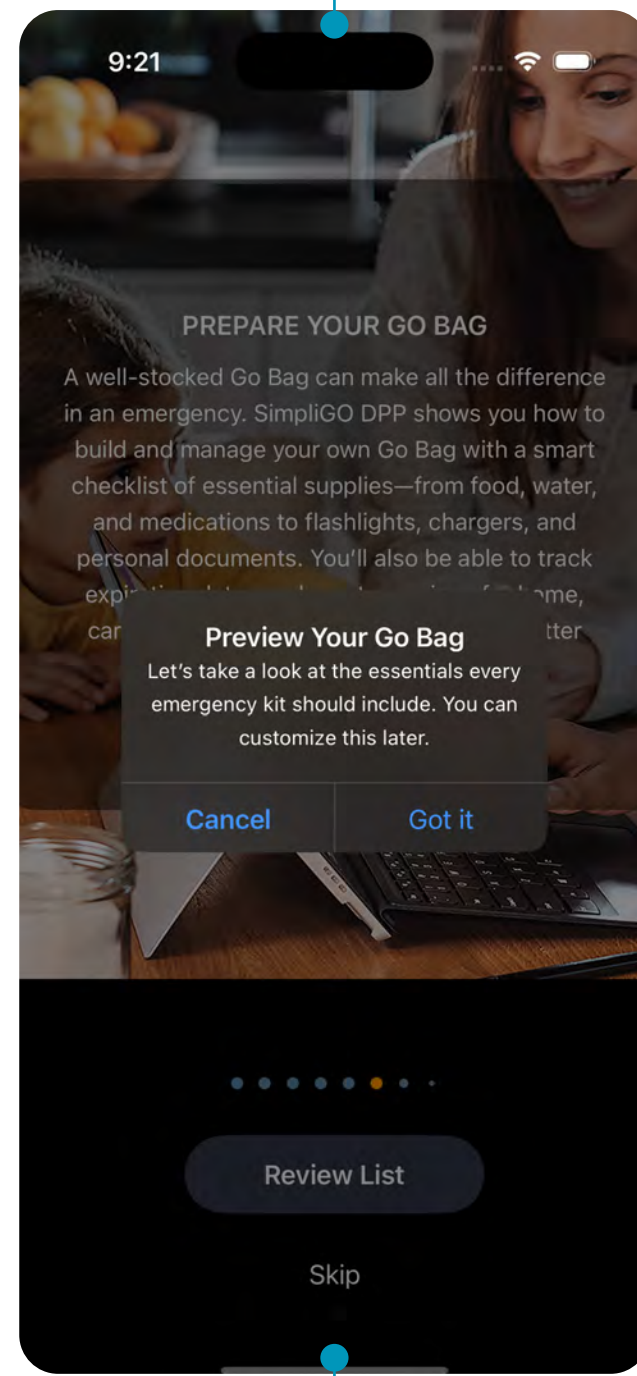 9:21
PREPARE YOUR GO BAG
A well-stocked Go Bag can make all the difference
in an emergency. SimpliGO DPP shows you how to
build and manage your own Go Bag with a smart
checklist of essential supplies—from food, water,
and medications to flashlights, chargers, and
personal documents. You'll also be able to track
Preview Your Go Bag
Let's take a look at the essentials every
emergency kit should include. You can
customize this later.
Cancel
Got it
Review List
Skip